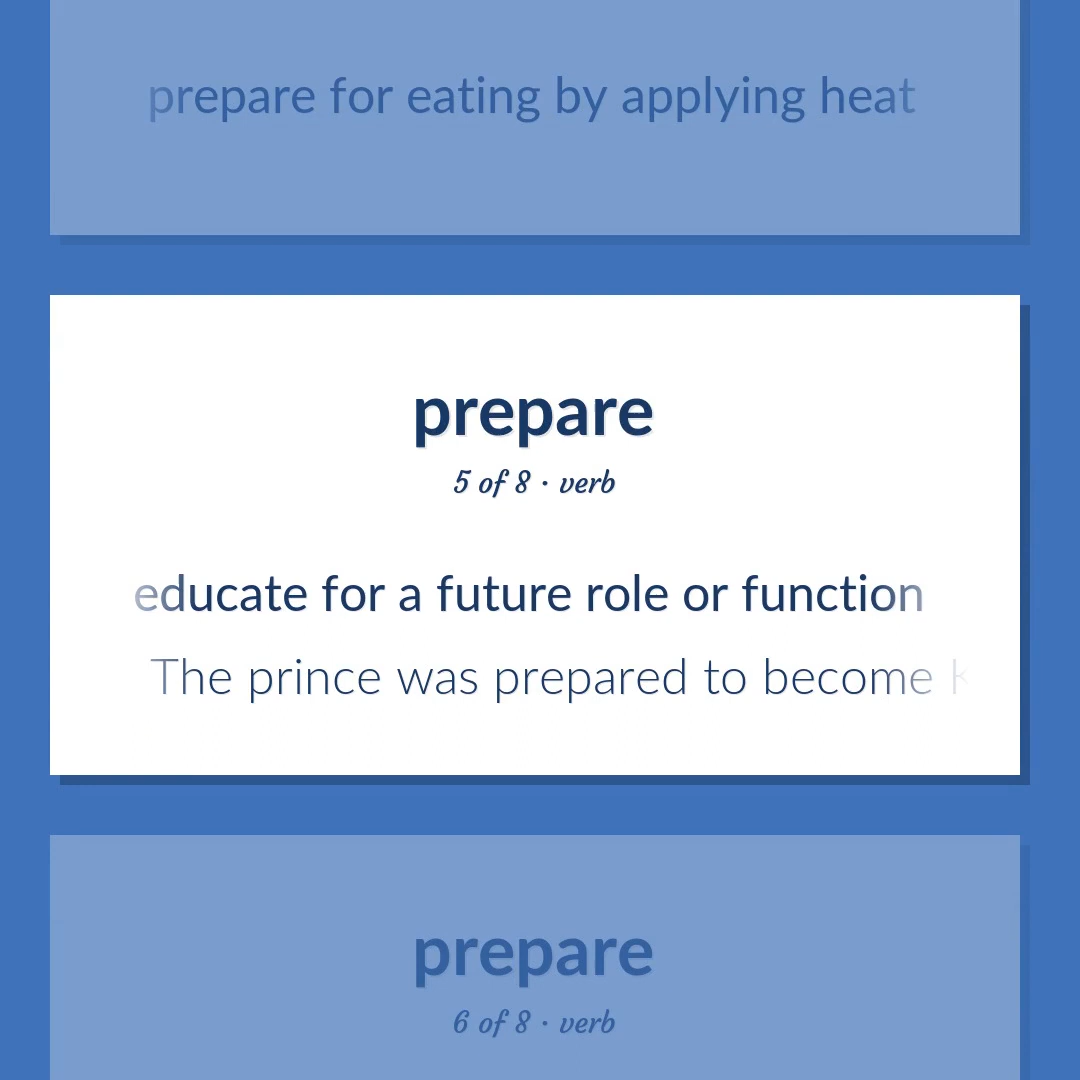 prepare for eating by applying heat
prepare
5 of 8 · verb
educate for a future role or function
The prince was prepared to become
prepare
6 of 8 · verb